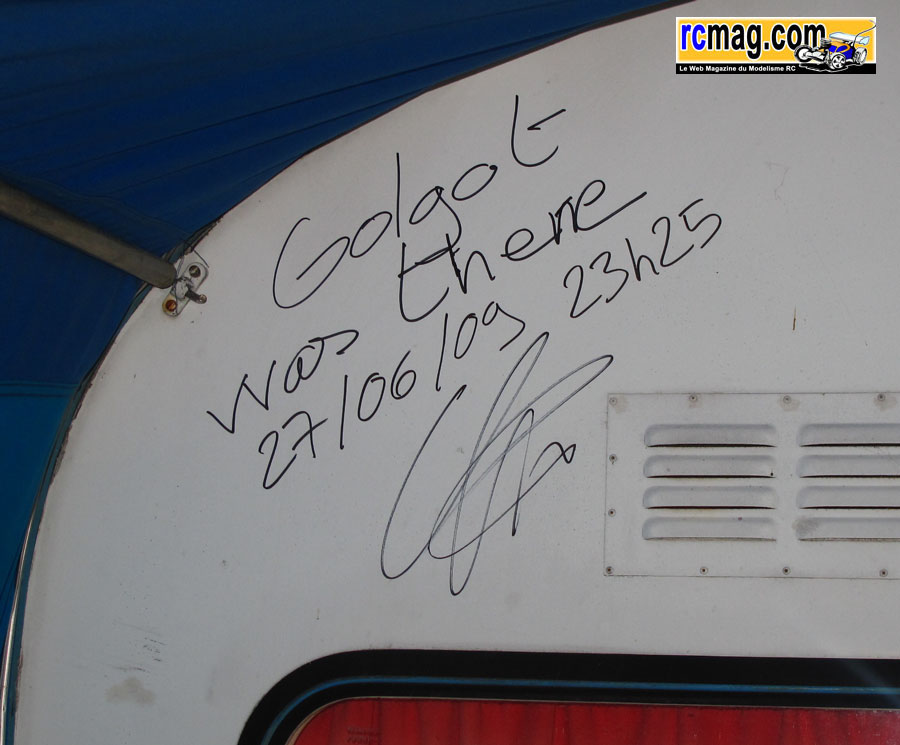 rcmag.com
Le Web Magazine du Modelisme RC
Golgot
was there
27/06/09 23h25